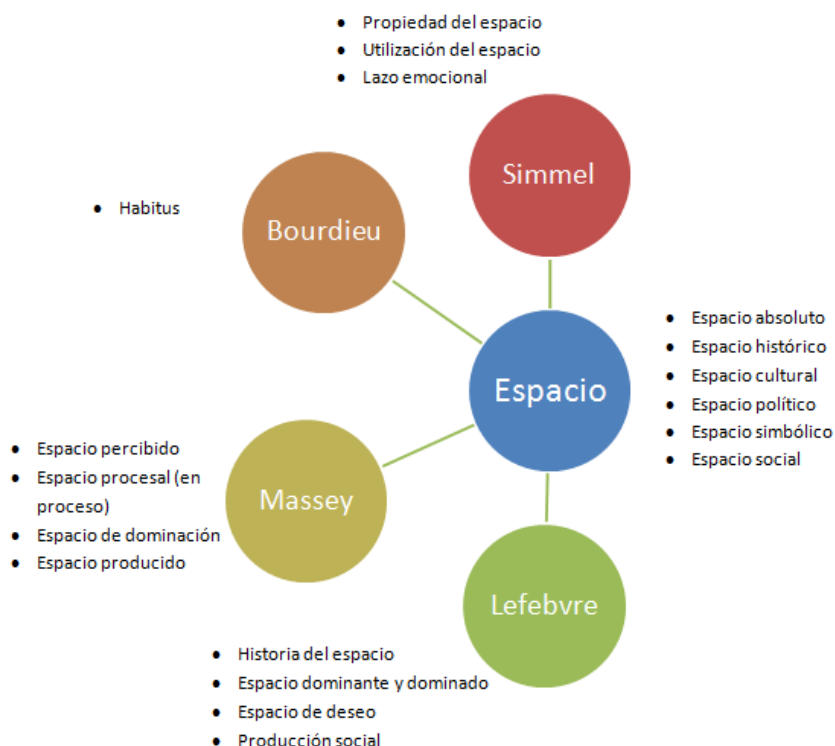 • Propiedad del espacio
• Utilización del espacio
• Lazo emocional
Simmel
Bourdieu
• Habitus
Espacio
• Espacio absoluto
• Espacio histórico
• Espacio cultural
• Espacio político
• Espacio simbólico
• Espacio social
Massey
• Espacio percibido
• Espacio procesal (en
proceso)
• Espacio de dominación
• Espacio producido
Lefebvre
• Historia del espacio
• Espacio dominante y dominado
• Espacio de deseo
• Producción social